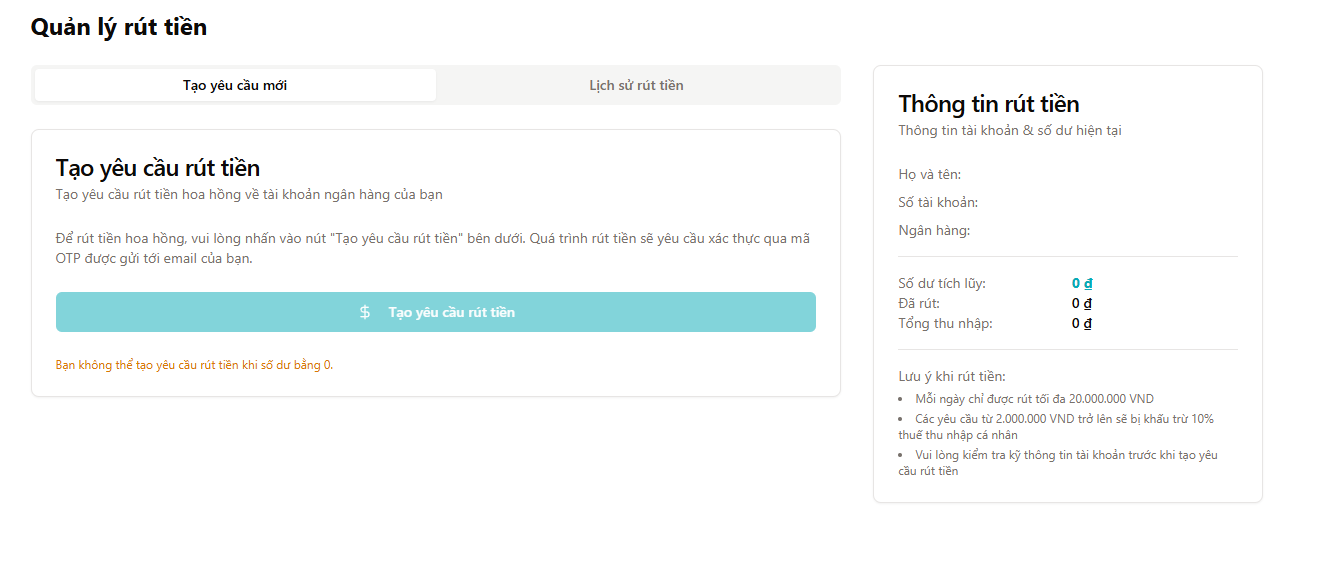 Quản lý rút tiền
Tạo yêu cầu mới
Lịch sử rút tiền
Tạo yêu cầu rút tiền
Tạo yêu cầu rút tiền hoa hồng về tài khoản ngân hàng của bạn
Để rút tiền hoa hồng, vui lòng nhấn vào nút "Tạo yêu cầu rút tiền" bên dưới. Quá trình rút tiền sẽ yêu cầu xác thực qua mã
OTP được gửi tới email của bạn.
$ Tạo yêu cầu rút tiền
Bạn không thể tạo yêu cầu rút tiền khi số dư bằng 0.
Thông tin rút tiền
Thông tin tài khoản & số dư hiện tại
Họ và tên:
Số tài khoản:
Ngân hàng:
Số dư tích lũy: 0 ₫
Đã rút: 0 ₫
Tổng thu nhập: 0 ₫
Lưu ý khi rút tiền:
• Mỗi ngày chỉ được rút tối đa 20.000.000 VND
• Các yêu cầu từ 2.000.000 VND trở lên sẽ bị khấu trừ 10%
thuế thu nhập cá nhân
• Vui lòng kiểm tra kỹ thông tin tài khoản trước khi tạo yêu
cầu rút tiền